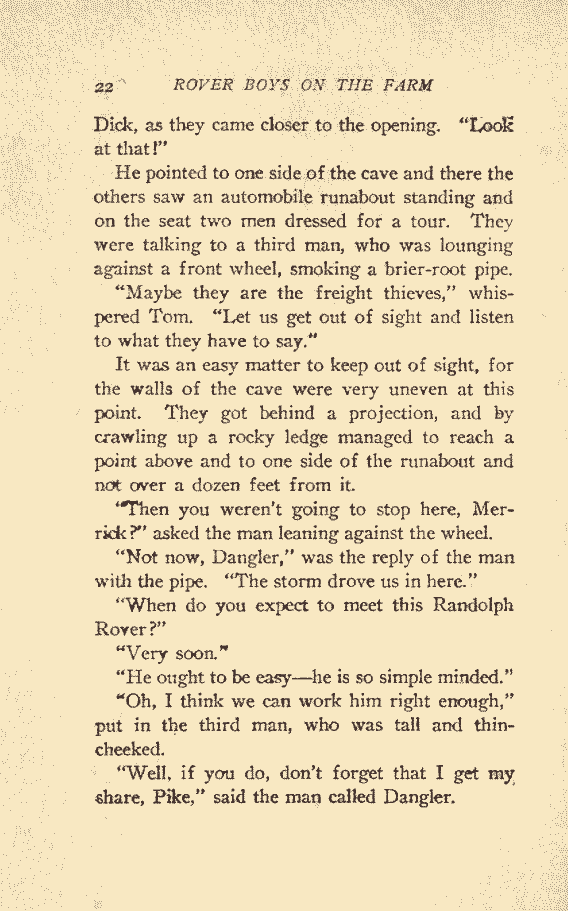 22 ROVER BOYS ON THE FARM
Dick, as they came closer to the opening. "Look
at that!"
He pointed to one side of the cave and there the
others saw an automobile runabout standing and
on the seat two men dressed for a tour. They
were talking to a third man, who was lounging
against a front wheel, smoking a brier-root pipe.
"Maybe they are the freight thieves," whis-
pered Tom. "Let us get out of sight and listen
to what they have to say."
It was an easy matter to keep out of sight, for
the walls of the cave were very uneven at this
point. They got behind a projection, and by
crawling up a rocky ledge managed to reach a
point above and to one side of the runabout and
not over a dozen feet from it.
"Then you weren't going to stop here, Mer-
rick?" asked the man leaning against the wheel.
"Not now, Dangler," was the reply of the man
with the pipe. "The storm drove us in here."
"When do you expect to meet this Randolph
Rover?"
"Very soon."
"He ought to be easy—he is so simple minded."
"Oh, I think we can work him right enough,"
put in the third man, who was tall and thin-
cheeked.
"Well, if you do, don't forget that I get my
share, Pike," said the man called Dangler.